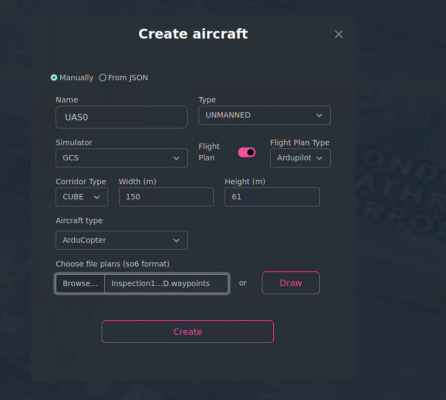 Create aircraft
Manually From JSON
Name Type
UAS0 UNMANNED
Simulator Flight Plan Flight Plan Type
GCS Ardupilot
Corridor Type Width (m) Height (m)
CUBE 150 61
Aircraft type
ArduCopter
Choose file plans (so6 format)
Browse... Inspection1...D.waypoints or Draw
Create